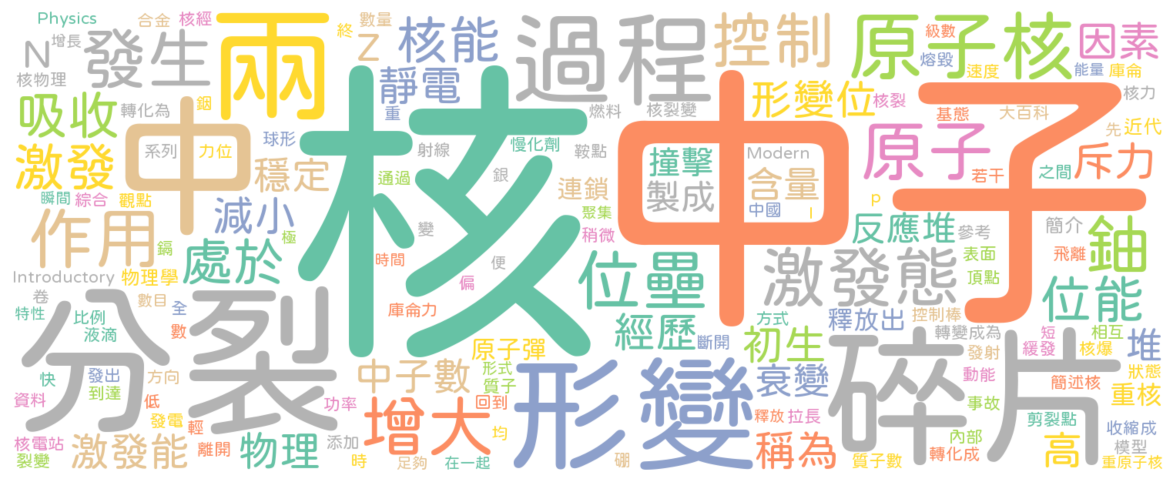 Physics
合金
核經
數量
終
N
增長
發生
兩
Z
核能
過程
控制
原子核
級數
熔毀
速度
因素
能量
庫侖
核物理
銦
靜電
重
燃料
核裂變
形變位
核裂
基態
大百科
核力
先
近代
吸收
轉化為
中
球形
核
射線
慢化劑
鞍點
中子
撞擊
Modern
原子
若干
之間
斥力
激發
系列
力位
穩定
通過
銀
連鎖
製成
含量
中國
l
p
瞬間
綜合
觀點
減小
聚集
稍微
反應堆
參考
簡介
鈾
作用
鎘
處於
極
變
便
時間
偏
位壘
激發態
表面
頂點
飛離
位能
Introductory
物理學
卷
特性
比例
液滴
數目
全
數
庫侖力
經歷
斷開
方式
初生
釋放出
控制棒
轉變成為
短
相互
緩發
核爆
堆
分裂
原子彈
中子數
形式
質子
形變
衰變
碎片
發射
動能
狀態
簡述核
重核
快
發出
到達
方向
資料
低
發電
輕
功率
增大
回到
均
釋放
拉長
事故
剪裂點
核電站
裂變
激發能
離開
物理
添加
時
足夠
在一起
硼
稱為
質子數
內部
轉化成
高
收縮成
模型
重原子核